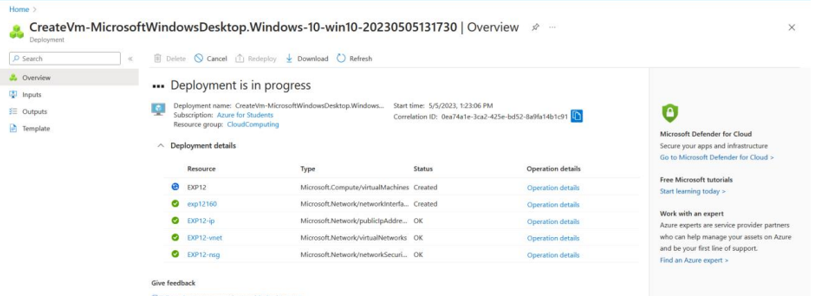 Home >
CreateVm-MicrosoftWindowsDesktop.Windows-10-win10-20230505131730 | Overview
Deployment
Search
Delete Cancel Redeploy Download Refresh
Overview
Inputs
Outputs
Template
Deployment is in progress
Deployment name: CreateVm-MicrosoftWindowsDesktop.Windows... Start time: 5/5/2023, 1:23:06 PM
Subscription: Azure for Students Correlation ID: 0ea74a1e-3ca2-425e-bd52-8a9fa14b1c91
Resource group: CloudComputing
Deployment details
Resource Type Status Operation details
EXP12 Microsoft.Compute/virtualMachines Created Operation details
exp12160 Microsoft.Network/networkInterfa... Created Operation details
EXP12-ip Microsoft.Network/publicIpAddre... OK Operation details
EXP12-vnet Microsoft.Network/virtualNetworks OK Operation details
EXP12-nsg Microsoft.Network/networkSecuri... OK Operation details
Give feedback
Microsoft Defender for Cloud
Secure your apps and infrastructure
Go to Microsoft Defender for Cloud >
Free Microsoft tutorials
Start learning today >
Work with an expert
Azure experts are service provider partners
who can help manage your assets on Azure
and be your first line of support.
Find an Azure expert >